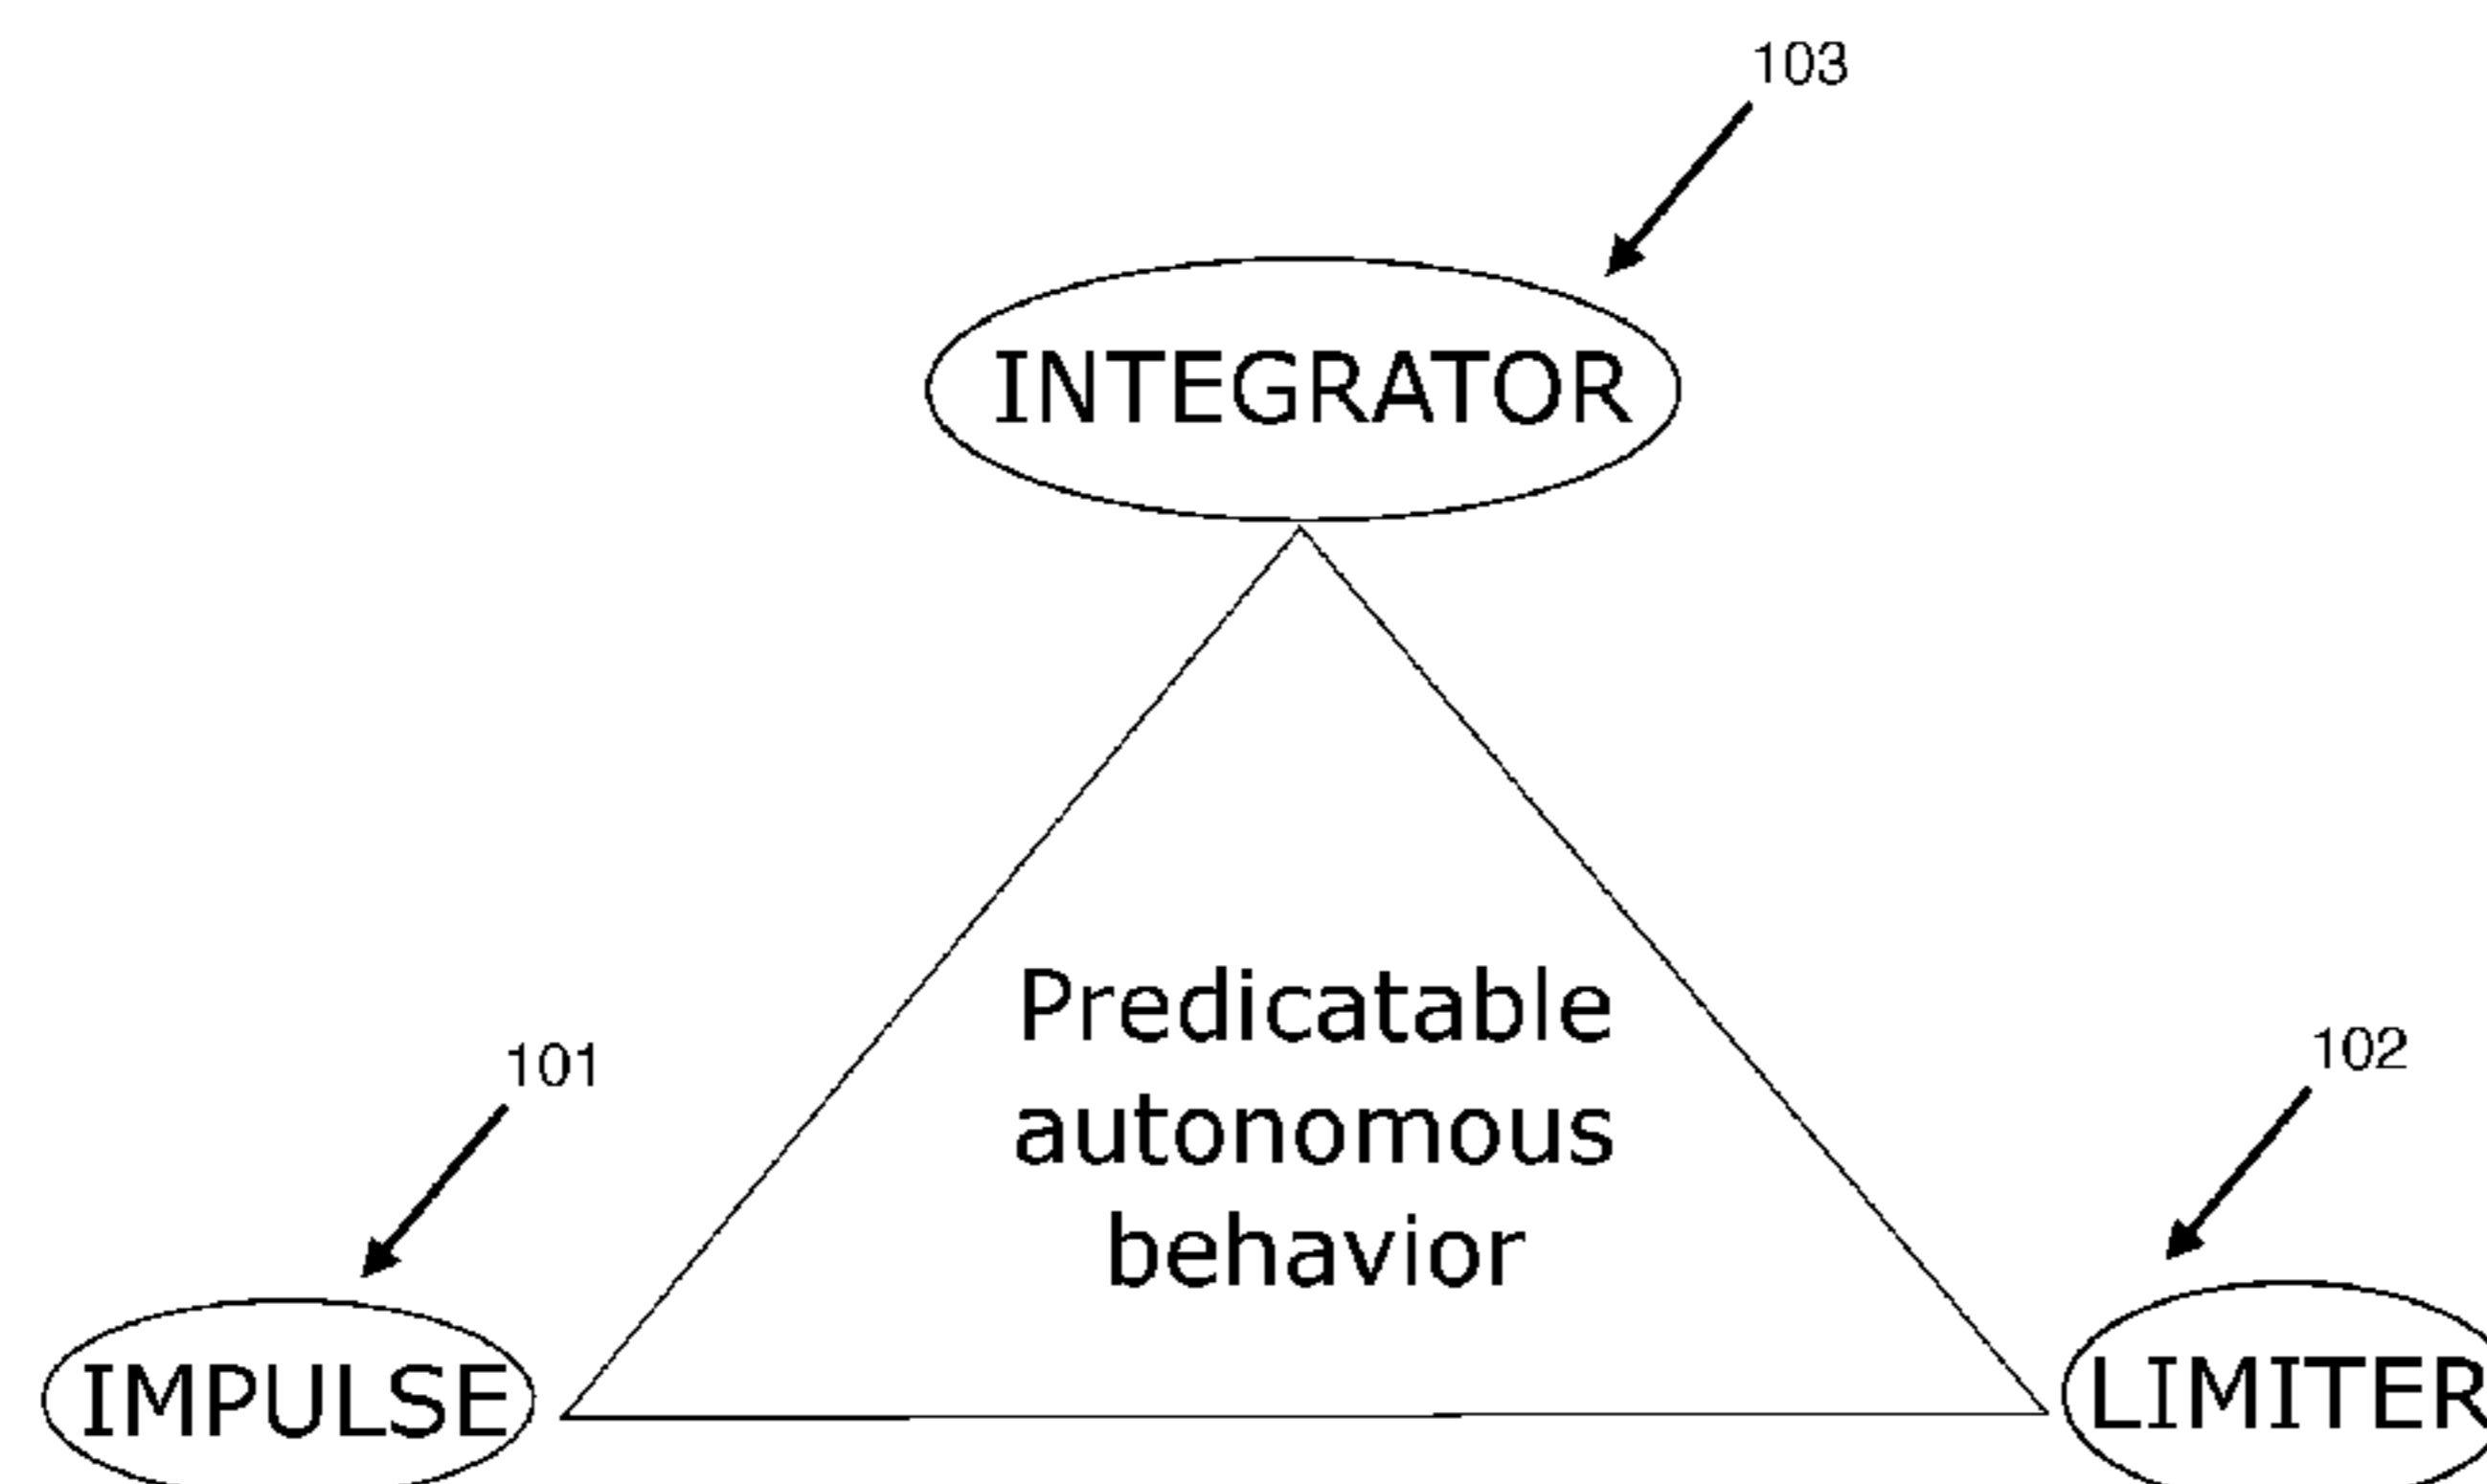 103
INTEGRATOR
Predicatable
autonomous
behavior
101
102
IMPULSE
LIMITER